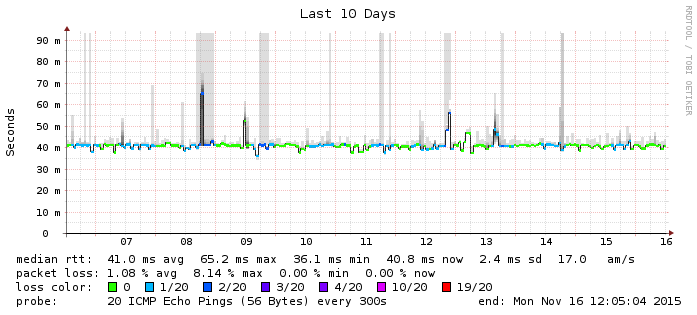 Last 10 Days
RRDTOOL / TOBI OETIKER
Seconds
90 m
80 m
70 m
60 m
50 m
40 m
30 m
20 m
10 m
0
07 08 09 10 11 12 13 14 15 16
median rtt: 41.0 ms avg 65.2 ms max 36.1 ms min 40.8 ms now 2.4 ms sd 17.0 am/s
packet loss: 1.08 % avg 8.14 % max 0.00 % min 0.00 % now
loss color: 0 1/20 2/20 3/20 4/20 10/20 19/20
probe: 20 ICMP Echo Pings (56 Bytes) every 300s end: Mon Nov 16 12:05:04 2015